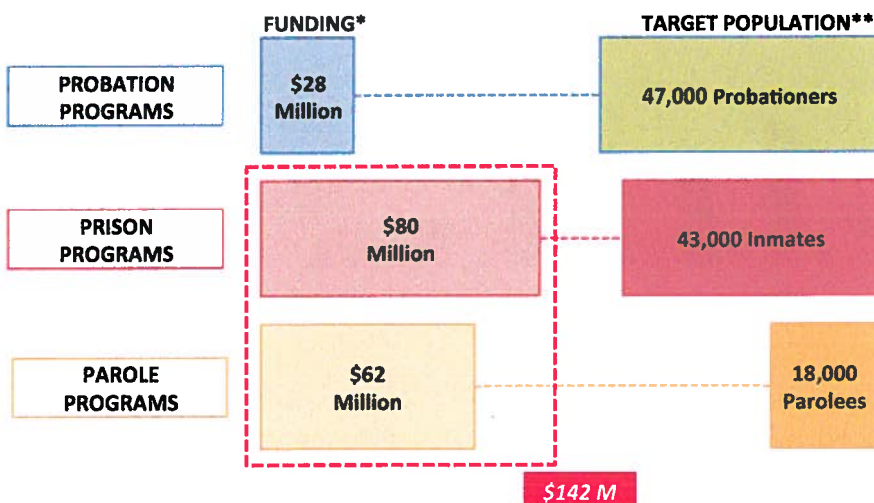 FUNDING*
TARGET POPULATION**
PROBATION
PROGRAMS
$28
Million
47,000 Probationers
PRISON
PROGRAMS
$80
Million
43,000 Inmates
PAROLE
PROGRAMS
$62
Million
18,000
Parolees
$142 M